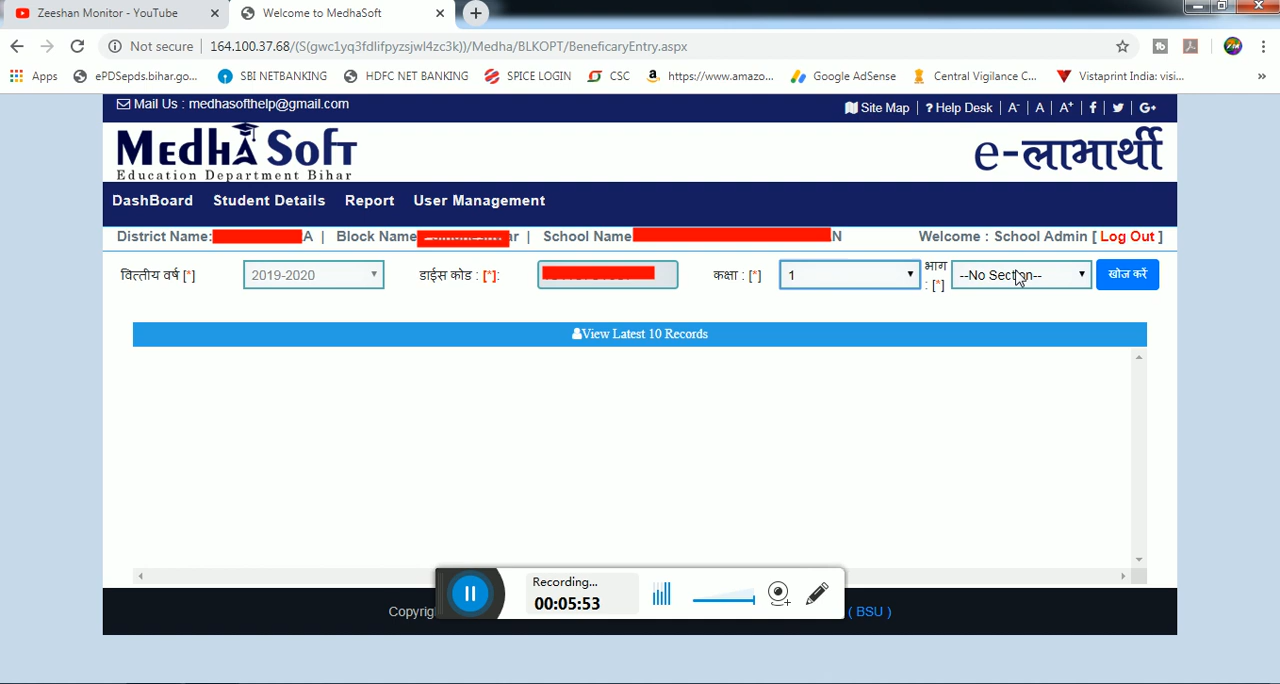 Zeeshan Monitor - YouTube
Welcome to MedhaSoft
Not secure
164.100.37.68/(S(gwc1yq3fdlifpyzsjwl4zc3k))/Medha/BLKOPT/BeneficaryEntry.aspx
Apps
ePDSepds.bihar.go...
SBI NETBANKING
HDFC NET BANKING
SPICE LOGIN
CSC
https://www.amazo...
Google AdSense
Central Vigilance C...
Vistaprint India: visi...
Mail Us : medhasofthelp@gmail.com
Site Map | ? Help Desk | A- | A | A+ | f | | G+
MedhA Soft
Education Department Bihar
e-लाभार्थी
DashBoard Student Details Report User Management
District Name: A | Block Name r | School Name N
Welcome : School Admin [ Log Out ]
वित्तीय वर्ष [*] 2019-2020 डाईस कोड : [*]: कक्षा : [*] 1 भाग : [*] --No Section-- खोज करें
View Latest 10 Records
Recording...
00:05:53
Copyrig
( BSU )